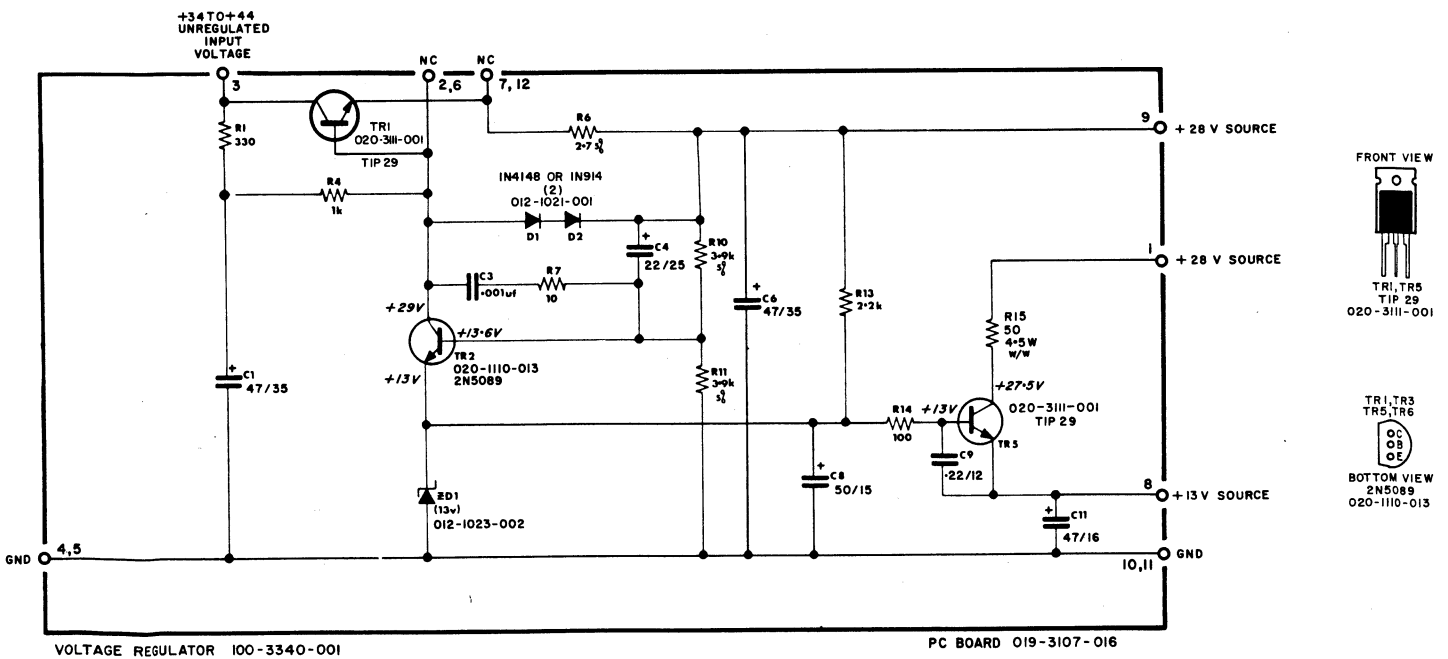 +34 TO +44
UNREGULATED
INPUT
VOLTAGE
3
NC
2,6
NC
7,12
R1
330
TR1
020-3111-001
TIP 29
R4
1k
R6
2·7 5%
9
+ 28 V SOURCE
IN4148 OR IN914
(2)
012-1021-001
D1
D2
+
C4
22/25
R10
3·9k
5%
1
+ 28 V SOURCE
C3
·001uf
R7
10
+
C6
47/35
R13
2·2k
R15
50
4·5W
W/W
+29V
+13·6V
TR2
020-1110-013
2N5089
+13V
+
C1
47/35
R11
3·9k
5%
+27·5V
020-3111-001
TIP 29
+13V
R14
100
TR5
C9
·22/12
+
C8
50/15
ZD1
(13v)
012-1023-002
8
+ 13 V SOURCE
+
C11
47/16
GND
4,5
GND
10,11
VOLTAGE REGULATOR 100-3340-001
PC BOARD 019-3107-016
FRONT VIEW
TR1,TR5
TIP 29
020-3111-001
TR1,TR3
TR5,TR6
C
B
E
BOTTOM VIEW
2N5089
020-1110-013